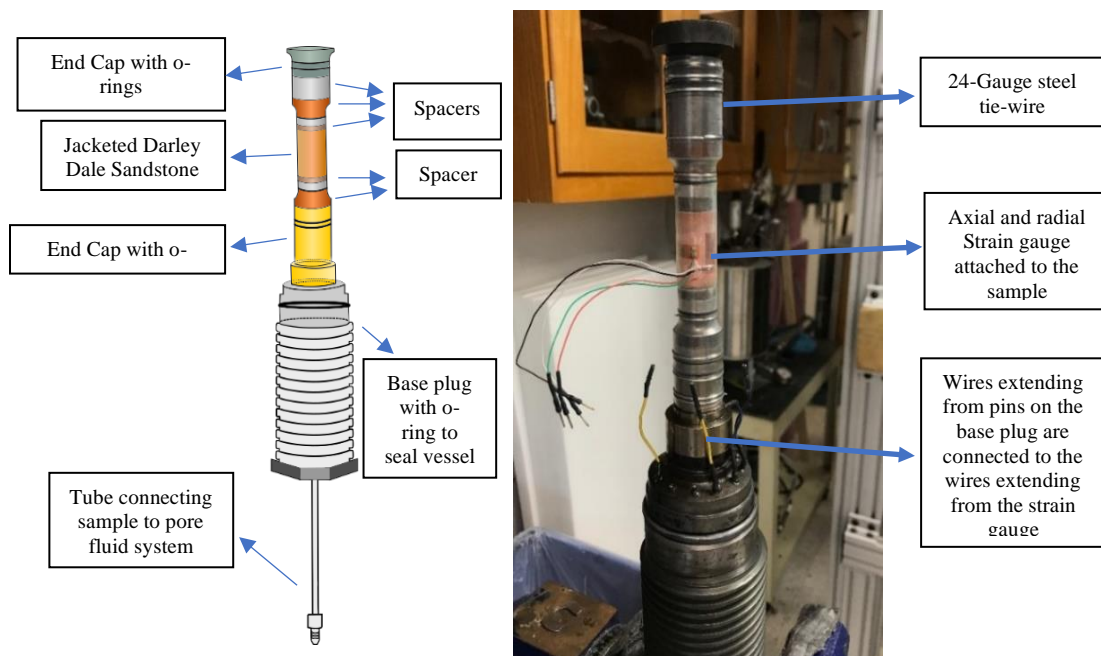 End Cap with o-
rings
Jacketed Darley
Dale Sandstone
End Cap with o-
Tube connecting
sample to pore
fluid system
Spacers
Spacer
Base plug
with o-
ring to
seal vessel
24-Gauge steel
tie-wire
Axial and radial
Strain gauge
attached to the
sample
Wires extending
from pins on the
base plug are
connected to the
wires extending
from the strain
gauge